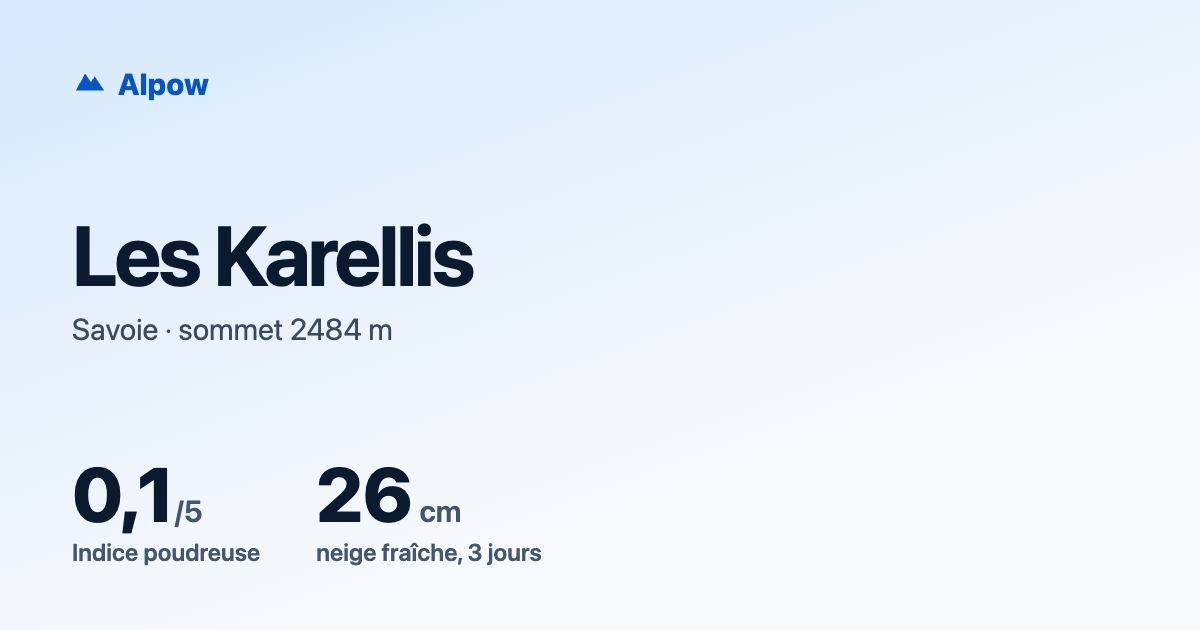 Alpow
Les Karellis
Savoie · sommet 2484 m
0,1/5
Indice poudreuse
26 cm
neige fraîche, 3 jours